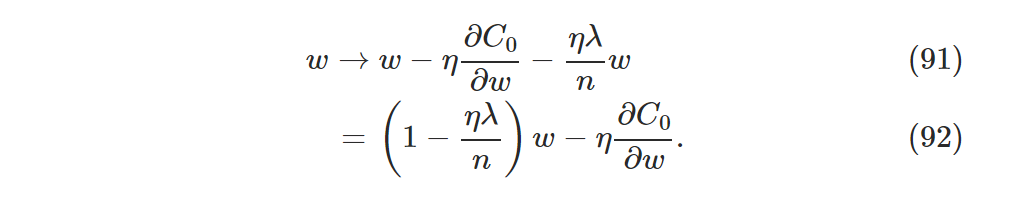 w → w − η ∂C₀/∂w − ηλ/n w (91)
= (1 − ηλ/n) w − η ∂C₀/∂w. (92)